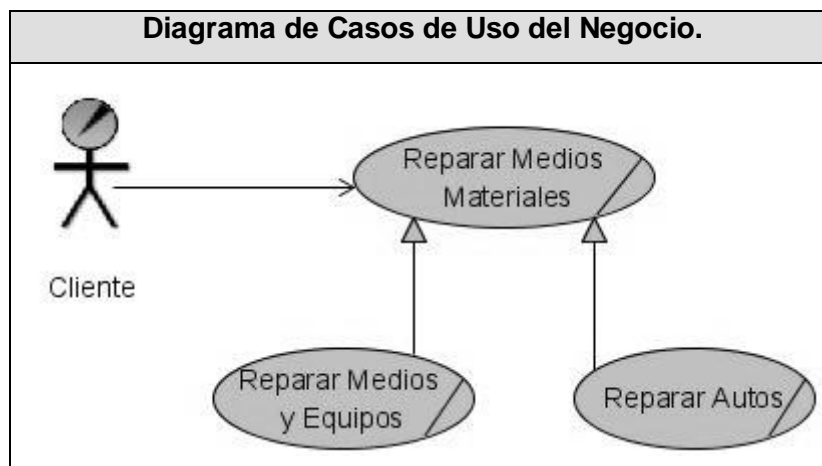 Diagrama de Casos de Uso del Negocio.
Reparar Medios
Materiales
Cliente
Reparar Medios
y Equipos
Reparar Autos